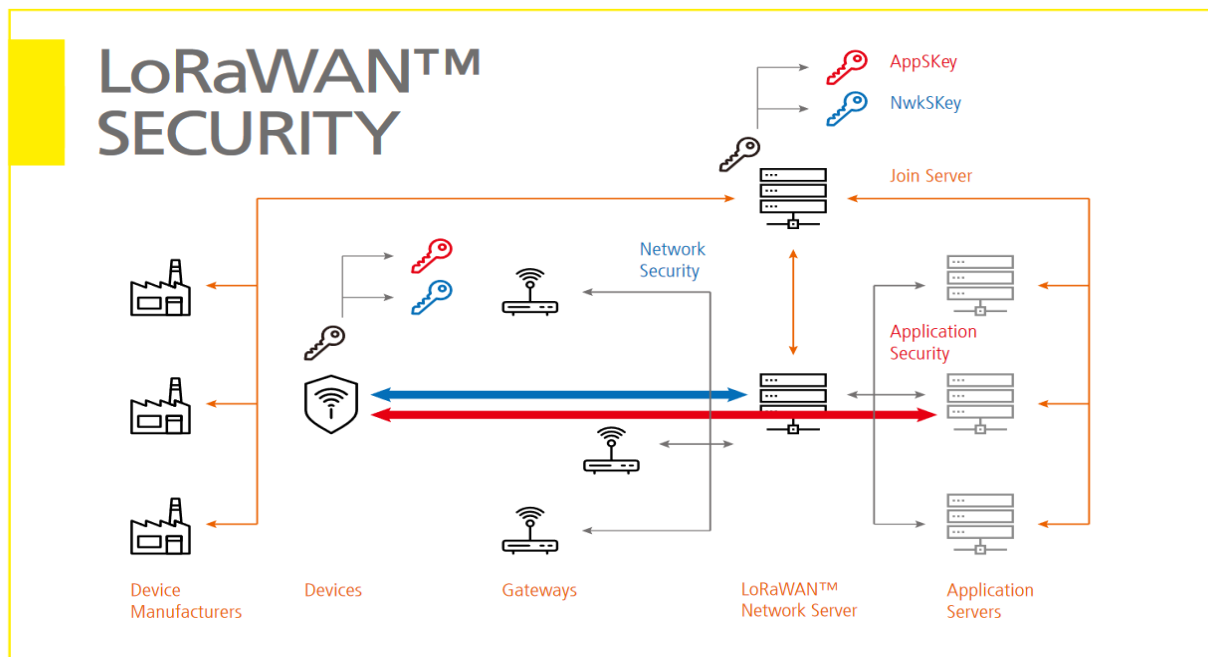 LoRaWAN™
SECURITY
AppSKey
NwkSKey
Join Server
Network
Security
Application
Security
Device
Manufacturers
Devices
Gateways
LoRaWAN™
Network Server
Application
Servers